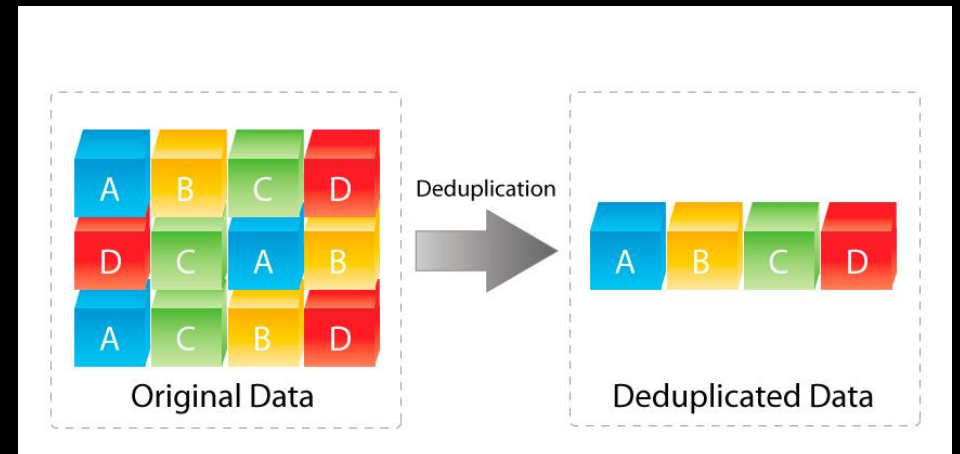 A B C D
D C A B
A C B D
Original Data
Deduplication
A B C D
Deduplicated Data